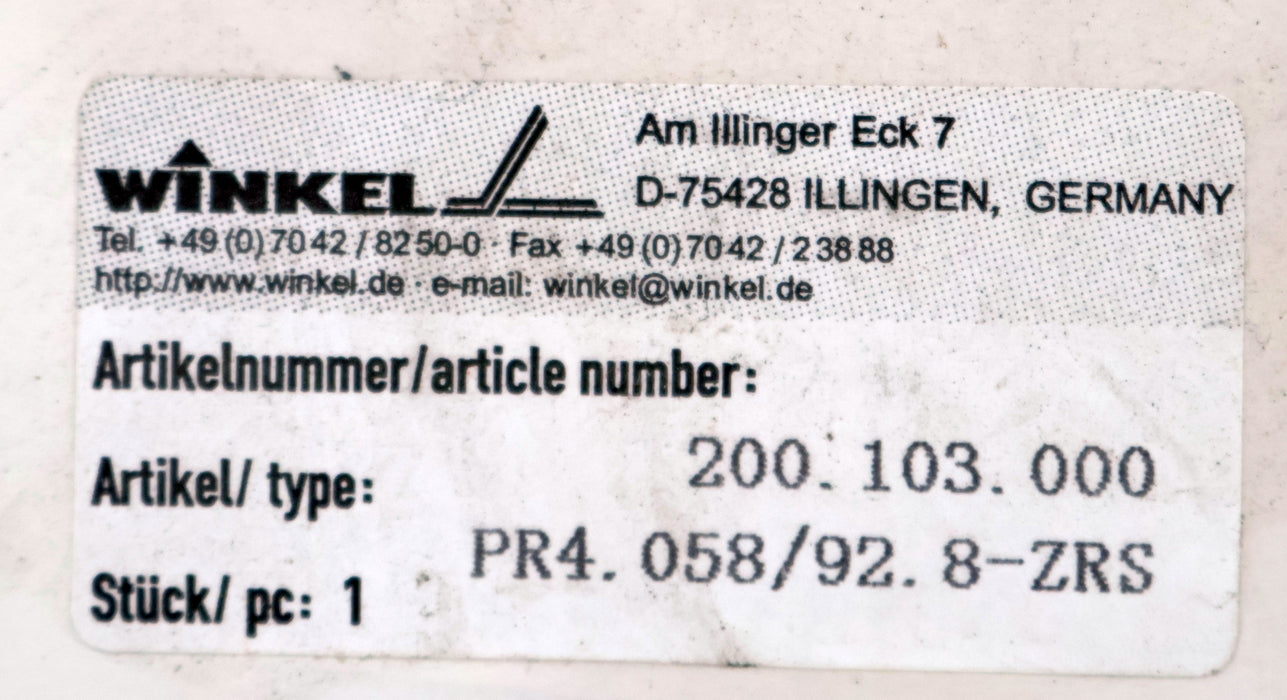 WINKEL
Am Illinger Eck 7
D-75428 ILLINGEN, GERMANY
Tel. +49 (0) 70 42 / 82 50-0 · Fax +49 (0) 70 42 / 2 38 88
http://www.winkel.de · e-mail: winkel@winkel.de
Artikelnummer/article number:
200.103.000
Artikel/ type:
PR4.058/92.8-ZRS
Stück/ pc: 1